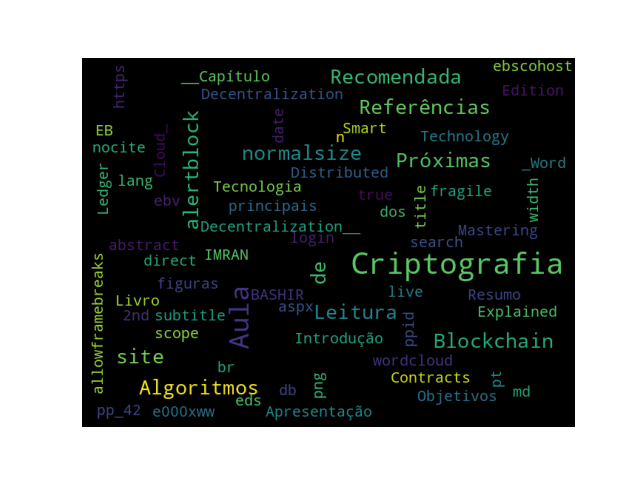 ebscohost
https
__Capítulo
Recomendada
Edition
Decentralization
Referências
date
EB
Cloud_
alertblock
n
Smart
Technology
nocite
normalsize
Próximas
_Word
Distributed
Ledger
lang
Tecnologia
true
title
fragile
width
ebv
principais
dos
Decentralization__
Mastering
login
search
abstract
direct
IMRAN
de
Criptografia
allowframebreaks
figuras
Aula
BASHIR
live
Resumo
Livro
aspx
Leitura
Explained
2nd
subtitle
ppid
scope
Introdução
Blockchain
site
wordcloud
br
Contracts
pt
Algoritmos
db
png
md
eds
Objetivos
pp_42
e000xww
Apresentação